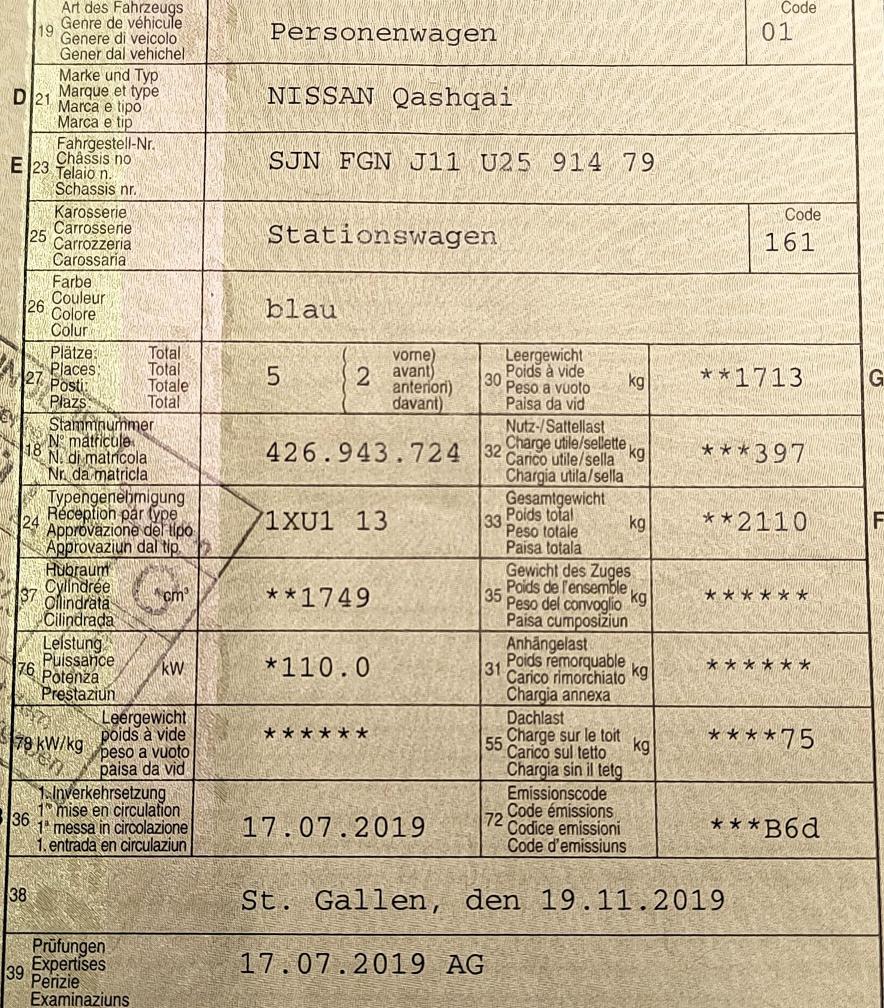 Art des Fahrzeugs
Genre de véhicule
Genere di veicolo
Gener dal vehichel
19
Personenwagen
Code
01
D
21
Marke und Typ
Marque et type
Marca e tipo
Marca e tip
NISSAN Qashqai
E
23
Fahrgestell-Nr.
Châssis no
Telaio n.
Schassis nr.
SJN FGN J11 U25 914 79
25
Karosserie
Carrosserie
Carrozzeria
Carossaria
Stationswagen
Code
161
26
Farbe
Couleur
Colore
Colur
blau
27
Plätze: Total
Places: Total
Posti: Totale
Plazs: Total
5
2
vorne)
avant)
anteriori)
davant)
30
Leergewicht
Poids à vide
Peso a vuoto
Paisa da vid
kg
**1713
G
18
Stammnummer
N° matricule
N. di matricola
Nr. da matricla
426.943.724
32
Nutz-/Sattellast
Charge utile/sellette
Carico utile/sella
Chargia utila/sella
kg
***397
24
Typengenehmigung
Réception par type
Approvazione del tipo
Approvaziun dal tip
1XU1 13
33
Gesamtgewicht
Poids total
Peso totale
Paisa totala
kg
**2110
F
37
Hubraum
Cylindrée
Cilindrata
Cilindrada
cm³
**1749
35
Gewicht des Zuges
Poids de l'ensemble
Peso del convoglio
Paisa cumposiziun
kg
******
76
Leistung
Puissance
Potenza
Prestaziun
kW
*110.0
31
Anhängelast
Poids remorquable
Carico rimorchiato
Chargia annexa
kg
******
78 kW/kg
Leergewicht
poids à vide
peso a vuoto
paisa da vid
******
55
Dachlast
Charge sur le toit
Carico sul tetto
Chargia sin il tetg
kg
****75
36
1. Inverkehrsetzung
1re mise en circulation
1a messa in circolazione
1. entrada en circulaziun
17.07.2019
72
Emissionscode
Code émissions
Codice emissioni
Code d'emissiuns
***B6d
38
St. Gallen, den 19.11.2019
39
Prüfungen
Expertises
Perizie
Examinaziuns
17.07.2019 AG